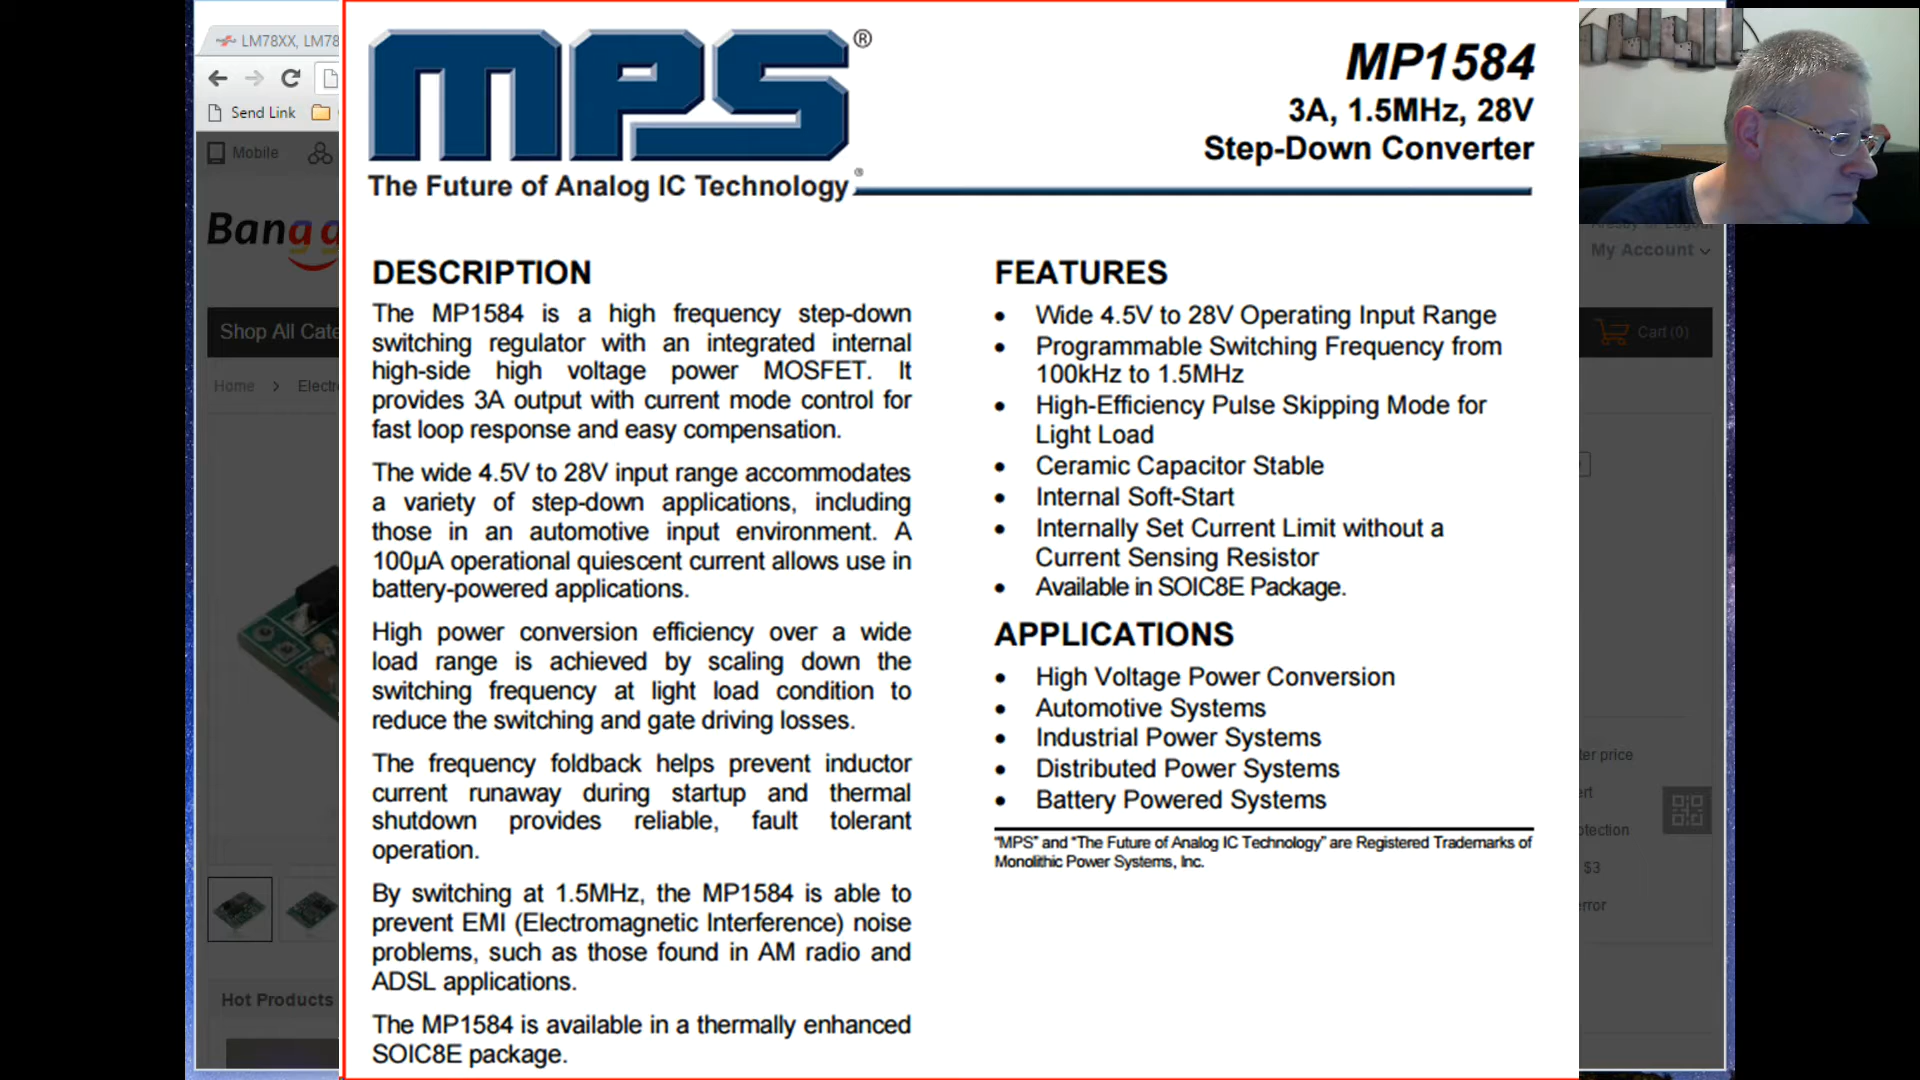 LM78XX, LM78
Send Link
Mobile
Bangg
Shop All Cate
Home > Electr
Hot Products
MPS®
The Future of Analog IC Technology®
MP1584
3A, 1.5MHz, 28V
Step-Down Converter
DESCRIPTION
The MP1584 is a high frequency step-down
switching regulator with an integrated internal
high-side high voltage power MOSFET. It
provides 3A output with current mode control for
fast loop response and easy compensation.
The wide 4.5V to 28V input range accommodates
a variety of step-down applications, including
those in an automotive input environment. A
100µA operational quiescent current allows use in
battery-powered applications.
High power conversion efficiency over a wide
load range is achieved by scaling down the
switching frequency at light load condition to
reduce the switching and gate driving losses.
The frequency foldback helps prevent inductor
current runaway during startup and thermal
shutdown provides reliable, fault tolerant
operation.
By switching at 1.5MHz, the MP1584 is able to
prevent EMI (Electromagnetic Interference) noise
problems, such as those found in AM radio and
ADSL applications.
The MP1584 is available in a thermally enhanced
SOIC8E package.
FEATURES
• Wide 4.5V to 28V Operating Input Range
• Programmable Switching Frequency from
100kHz to 1.5MHz
• High-Efficiency Pulse Skipping Mode for
Light Load
• Ceramic Capacitor Stable
• Internal Soft-Start
• Internally Set Current Limit without a
Current Sensing Resistor
• Available in SOIC8E Package.
APPLICATIONS
• High Voltage Power Conversion
• Automotive Systems
• Industrial Power Systems
• Distributed Power Systems
• Battery Powered Systems
“MPS” and “The Future of Analog IC Technology” are Registered Trademarks of
Monolithic Power Systems, Inc.
My Account
Cart (0)
ter price
rt
otection
$3
error